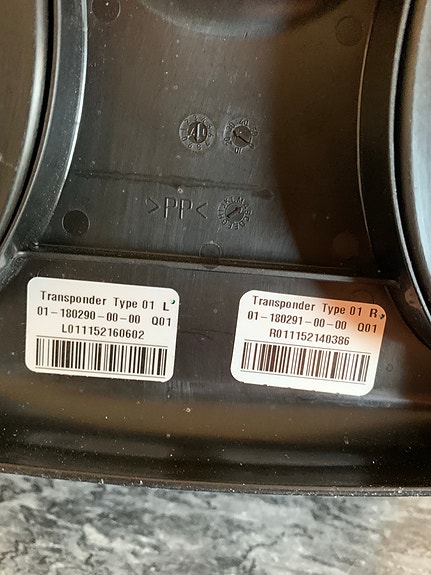 >PP<
Transponder Type 01 L
01-180290-00-00 Q01
L011152160602
Transponder Type 01 R
01-180291-00-00 Q01
R011152140386